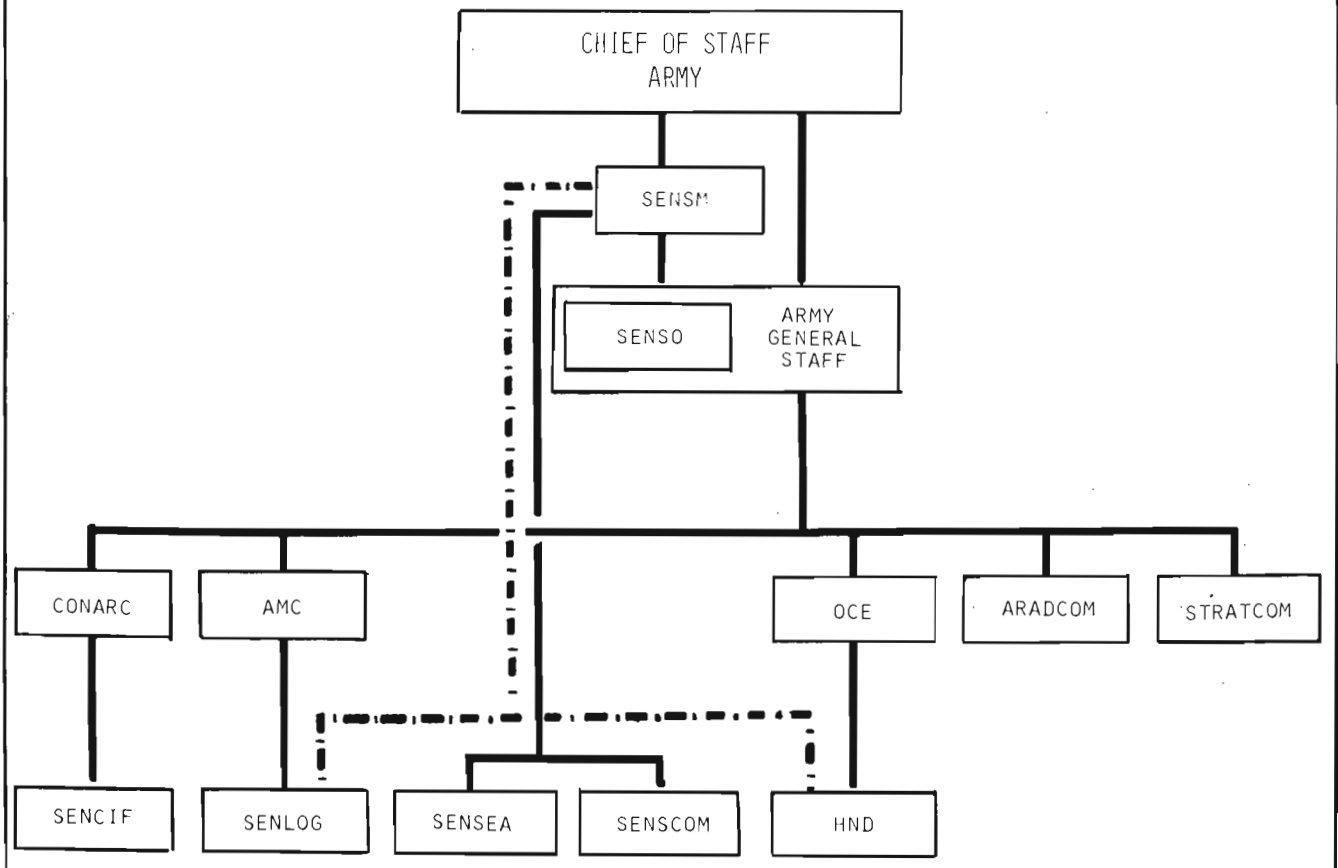 CHIEF OF STAFF
ARMY
SENSM
SENSO
ARMY
GENERAL
STAFF
CONARC
AMC
OCE
ARADCOM
STRATCOM
SENCIF
SENLOG
SENSEA
SENSCOM
HND